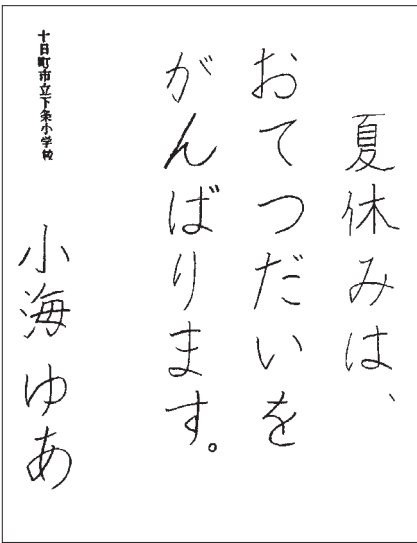 夏休みは、
おてつだいを
がんばります。
十日町市立下条小学校
小海ゆあ